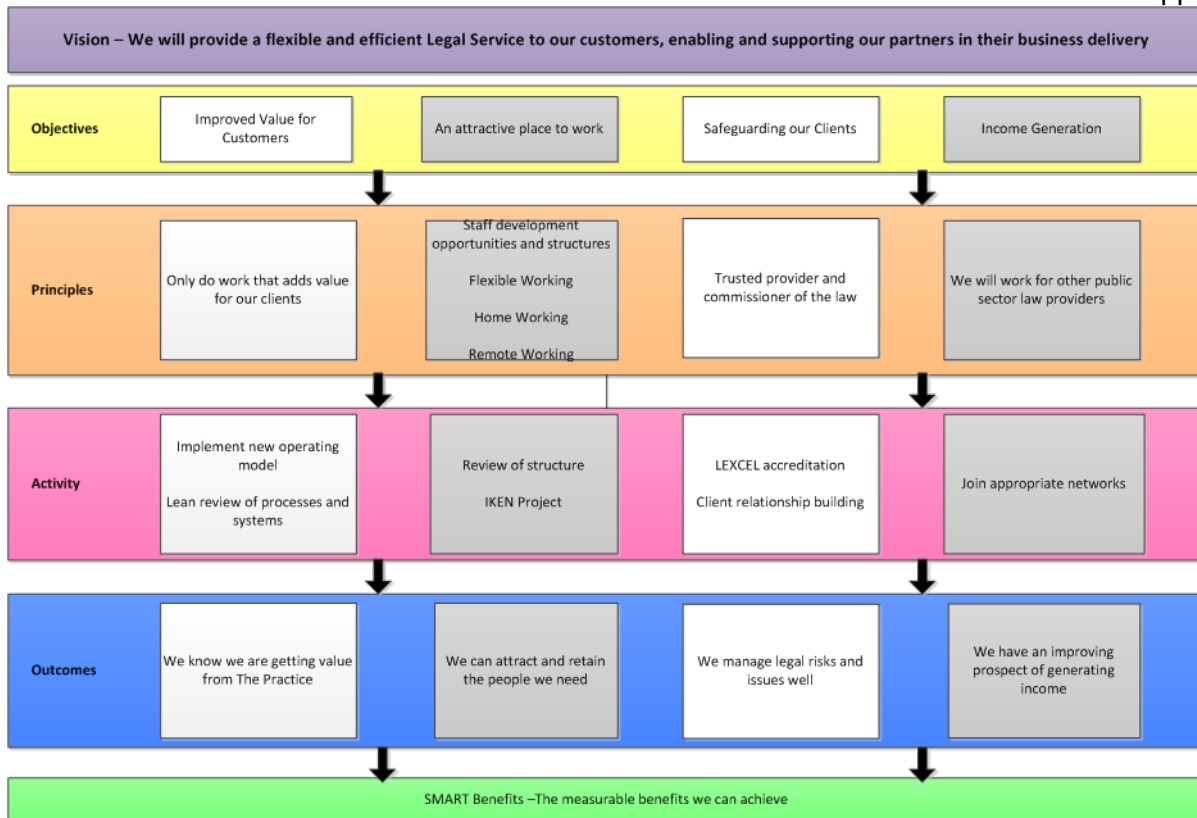 Vision – We will provide a flexible and efficient Legal Service to our customers, enabling and supporting our partners in their business delivery
Objectives
Improved Value for
Customers
An attractive place to work
Safeguarding our Clients
Income Generation
Principles
Only do work that adds value
for our clients
Staff development
opportunities and structures
Flexible Working
Home Working
Remote Working
Trusted provider and
commissioner of the law
We will work for other public
sector law providers
Activity
Implement new operating
model
Lean review of processes and
systems
Review of structure
IKEN Project
LEXCEL accreditation
Client relationship building
Join appropriate networks
Outcomes
We know we are getting value
from The Practice
We can attract and retain
the people we need
We manage legal risks and
issues well
We have an improving
prospect of generating
income
SMART Benefits –The measurable benefits we can achieve